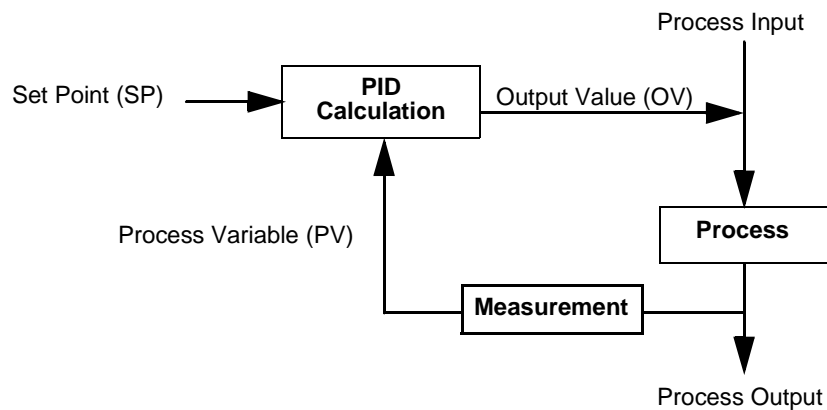 Process Input
Set Point (SP)
PID
Calculation
Output Value (OV)
Process Variable (PV)
Process
Measurement
Process Output